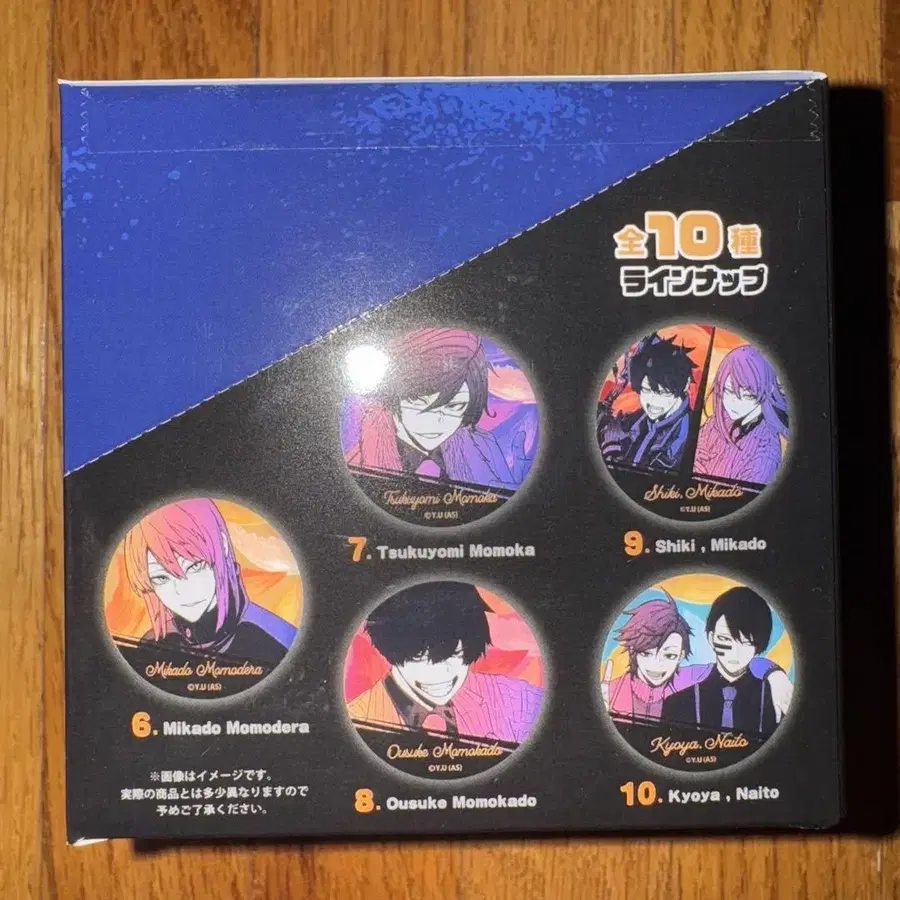 全10種
ラインナップ
Tsukuyomi Momoka
©Y.U (AS)
7. Tsukuyomi Momoka
Shiki, Mikado
©Y.U (AS)
9. Shiki , Mikado
Mikado Momodera
©Y.U (AS)
6. Mikado Momodera
Ousuke Momokado
©Y.U (AS)
8. Ousuke Momokado
Kyoya, Naito
©Y.U (AS)
10. Kyoya , Naito
※画像はイメージです。
実際の商品とは多少異なりますので
予めご了承ください。